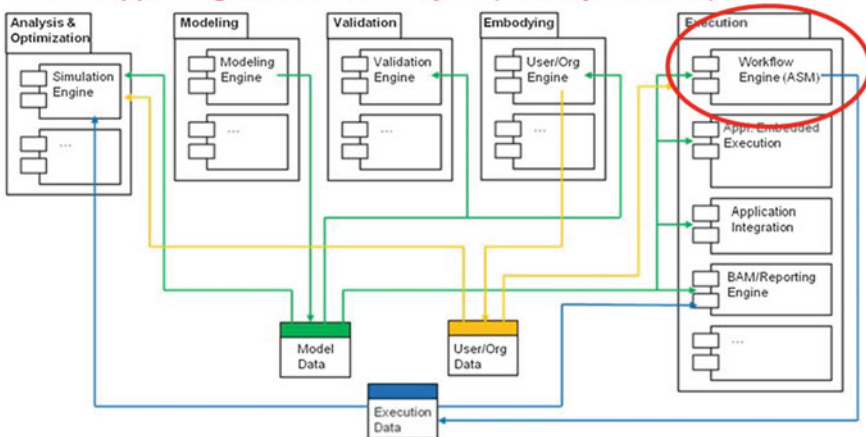 Analysis &
Optimization
Modeling
Validation
Embodying
Execution
Simulation
Engine
...
Modeling
Engine
...
Validation
Engine
...
User/Org
Engine
...
Workflow
Engine (ASM)
Appl. Embedded
Execution
Application
Integration
BAM/Reporting
Engine
...
Model
Data
User/Org
Data
Execution
Data